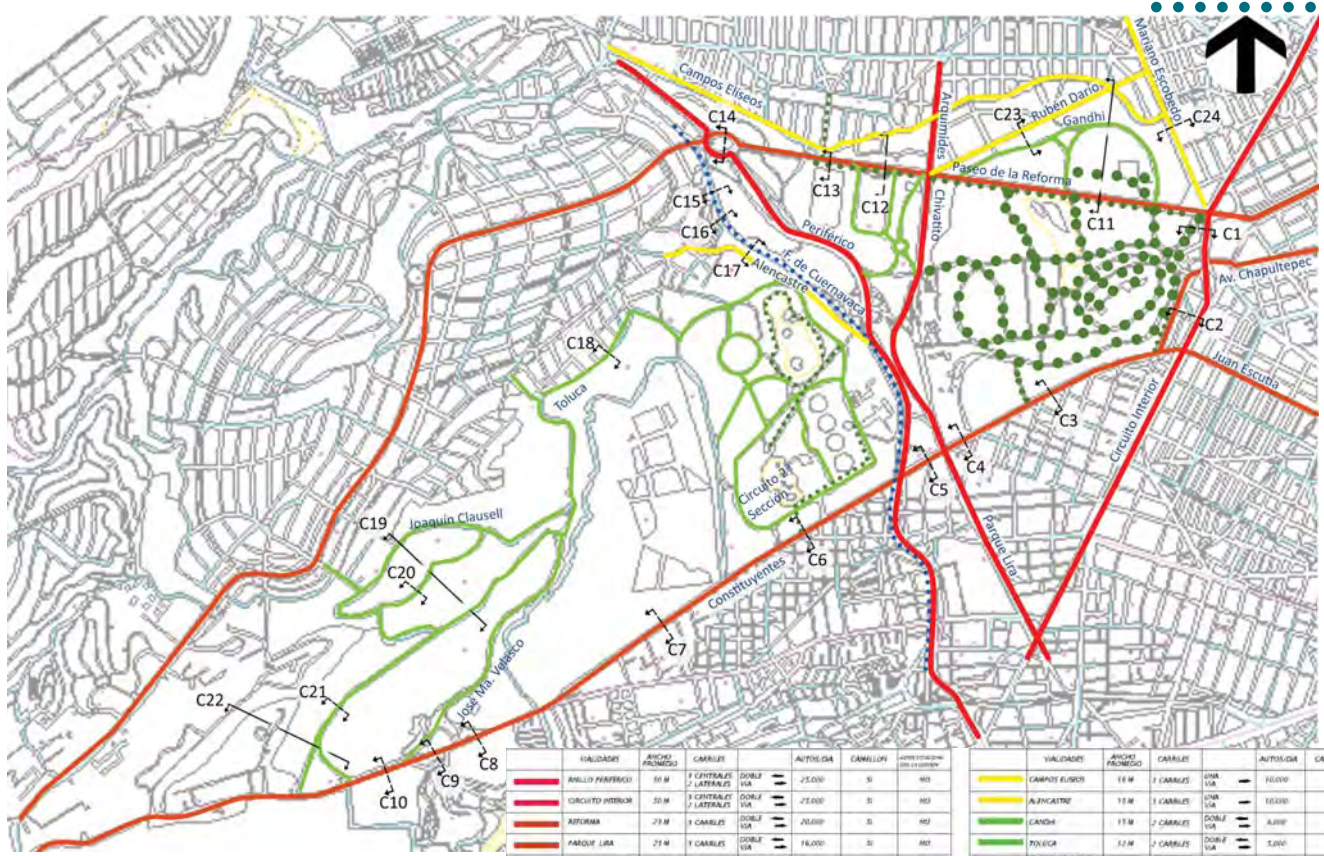 Mariano Escobedo
Campos Elíseos
Arquimides
C14
C23
Rubén Darío
Gandhi
C24
C13
C12
Paseo de la Reforma
Chivatito
C11
C1
C15
C16
Periférico
C17
F. de Cuernavaca
Alencastre
Av. Chapultepec
C2
C18
Toluca
Juan Escutia
C3
Circuito Interior
C4
C5
Circuito 2a
Sección
Parque Lira
C19
Joaquín Clausell
C20
C6
Constituyentes
C7
José Ma. Velasco
C21
C22
C8
C9
C10
VIALIDADES ANCHO PROMEDIO CARRILES AUTOS/DIA CAMELLON
ANILLO PERIFERICO 50 M 3 CENTRALES 2 LATERALES DOBLE VIA 25,000 SI NO
CIRCUITO INTERIOR 50 M 3 CENTRALES 2 LATERALES DOBLE VIA 25,000 SI NO
REFORMA 25 M 3 CARRILES DOBLE VIA 20,000 SI NO
PARQUE LIRA 25 M 3 CARRILES DOBLE VIA 16,000 SI NO
VIALIDADES ANCHO PROMEDIO CARRILES AUTOS/DIA
CAMPOS ELISEOS 3 CARRILES UNA VIA 10,000
ALENCASTRE 3 CARRILES UNA VIA 10,000
GANDHI 2 CARRILES DOBLE VIA
TOLUCA 12 M 2 CARRILES DOBLE VIA 5,000